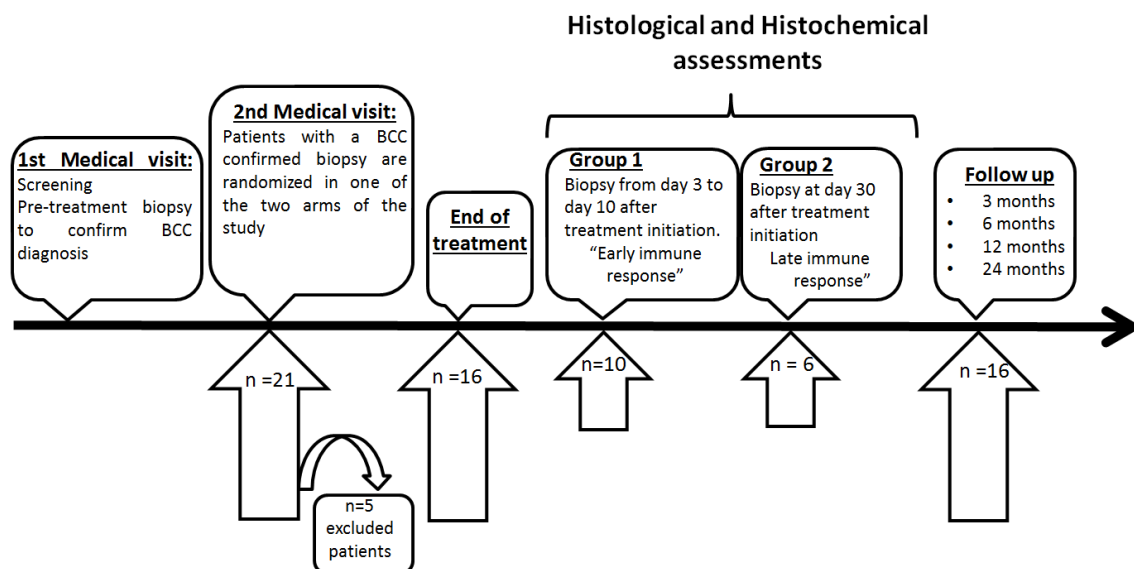 Histological and Histochemical
assessments
1st Medical visit:
Screening
Pre-treatment biopsy
to confirm BCC
diagnosis
2nd Medical visit:
Patients with a BCC
confirmed biopsy are
randomized in one of
the two arms of the
study
End of
treatment
Group 1
Biopsy from day 3 to
day 10 after
treatment initiation.
“Early immune
response”
Group 2
Biopsy at day 30
after treatment
initiation
Late immune
response”
Follow up
• 3 months
• 6 months
• 12 months
• 24 months
n =21
n =16
n=10
n = 6
n =16
n=5
excluded
patients